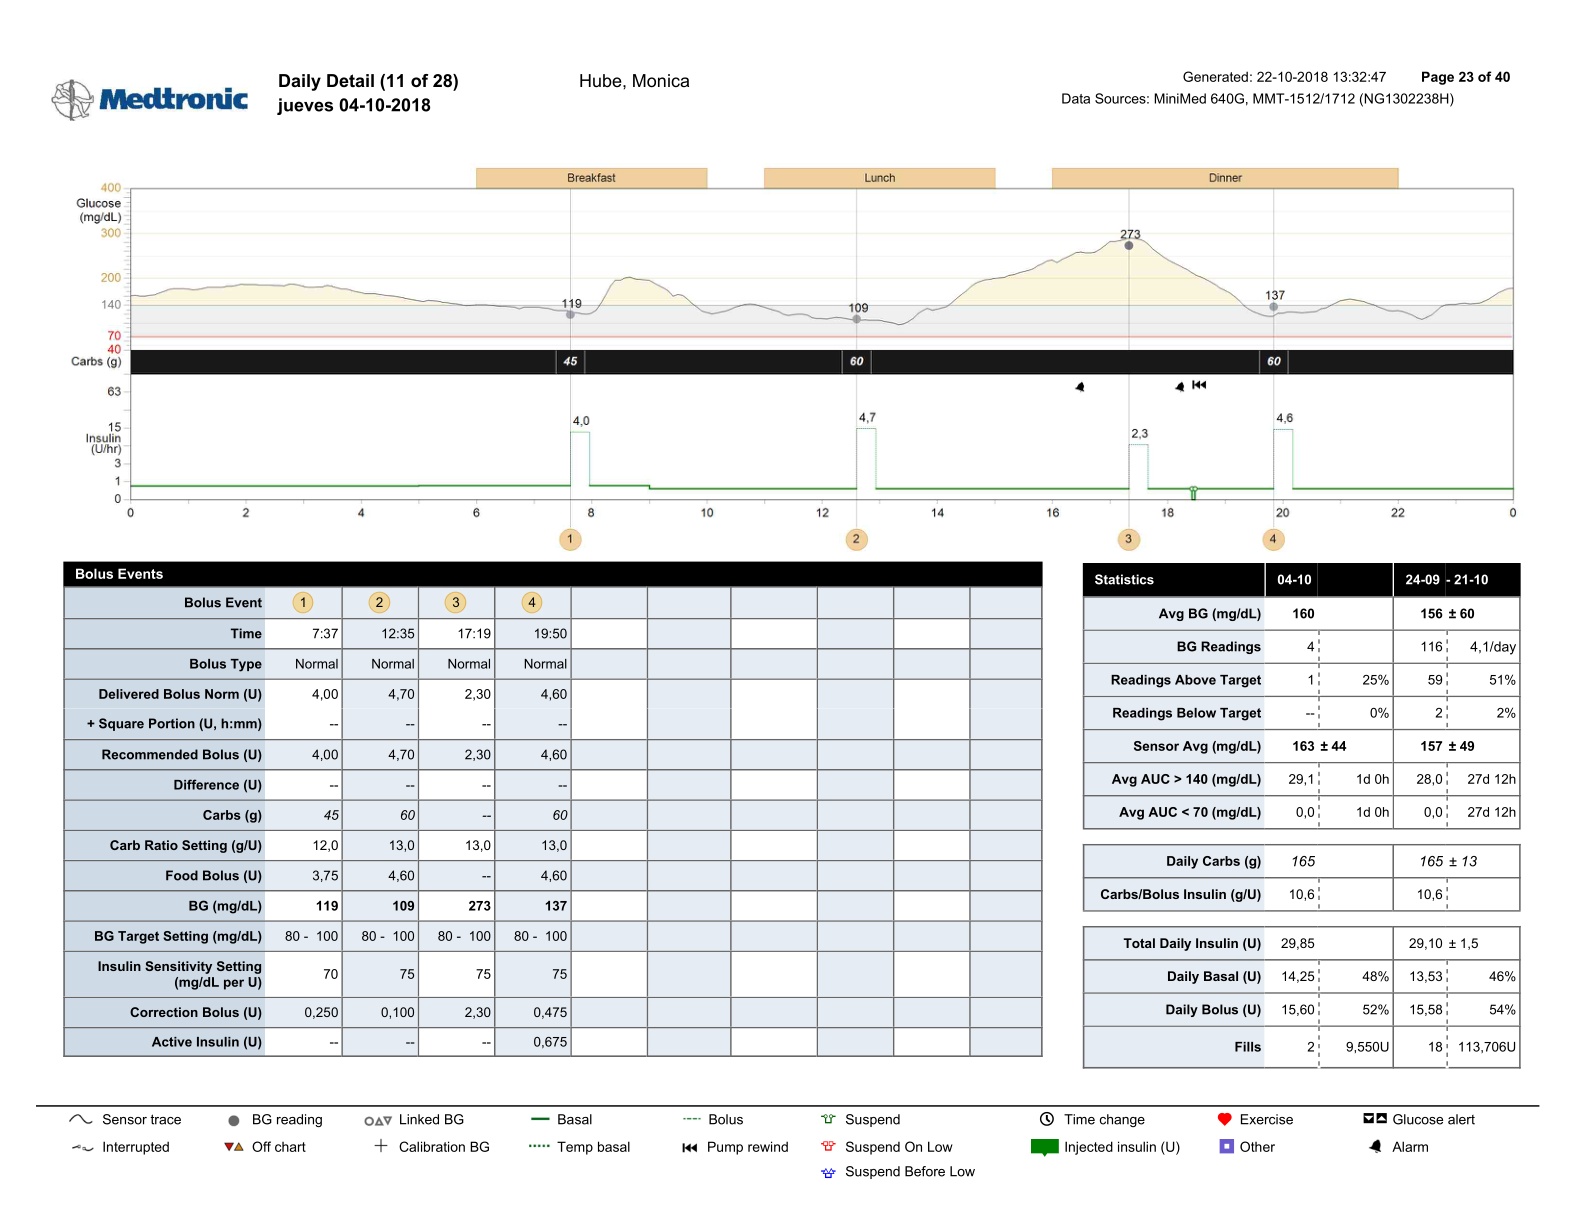 Medtronic
Daily Detail (11 of 28)
jueves 04-10-2018
Hube, Monica
Generated: 22-10-2018 13:32:47 Page 23 of 40
Data Sources: MiniMed 640G, MMT-1512/1712 (NG1302238H)
Breakfast Lunch Dinner
400
Glucose
(mg/dL)
300
200
140
70
40
119 109 273 137
Carbs (g) 45 60 60
63
15
Insulin
(U/hr)
3
1
0
4,0 4,7 2,3 4,6
0 2 4 6 8 10 12 14 16 18 20 22 0
1 2 3 4
Bolus Events
Bolus Event 1 2 3 4
Time 7:37 12:35 17:19 19:50
Bolus Type Normal Normal Normal Normal
Delivered Bolus Norm (U) 4,00 4,70 2,30 4,60
+ Square Portion (U, h:mm) -- -- -- --
Recommended Bolus (U) 4,00 4,70 2,30 4,60
Difference (U) -- -- -- --
Carbs (g) 45 60 -- 60
Carb Ratio Setting (g/U) 12,0 13,0 13,0 13,0
Food Bolus (U) 3,75 4,60 -- 4,60
BG (mg/dL) 119 109 273 137
BG Target Setting (mg/dL) 80 - 100 80 - 100 80 - 100 80 - 100
Insulin Sensitivity Setting
(mg/dL per U) 70 75 75 75
Correction Bolus (U) 0,250 0,100 2,30 0,475
Active Insulin (U) -- -- -- 0,675
Statistics 04-10 24-09 - 21-10
Avg BG (mg/dL) 160 156 ± 60
BG Readings 4 116 4,1/day
Readings Above Target 1 25% 59 51%
Readings Below Target -- 0% 2 2%
Sensor Avg (mg/dL) 163 ± 44 157 ± 49
Avg AUC > 140 (mg/dL) 29,1 1d 0h 28,0 27d 12h
Avg AUC < 70 (mg/dL) 0,0 1d 0h 0,0 27d 12h
Daily Carbs (g) 165 165 ± 13
Carbs/Bolus Insulin (g/U) 10,6 10,6
Total Daily Insulin (U) 29,85 29,10 ± 1,5
Daily Basal (U) 14,25 48% 13,53 46%
Daily Bolus (U) 15,60 52% 15,58 54%
Fills 2 9,550U 18 113,706U
Sensor trace BG reading Linked BG Basal Bolus Suspend Time change Exercise Glucose alert
Interrupted Off chart Calibration BG Temp basal Pump rewind Suspend On Low Injected insulin (U) Other Alarm
Suspend Before Low